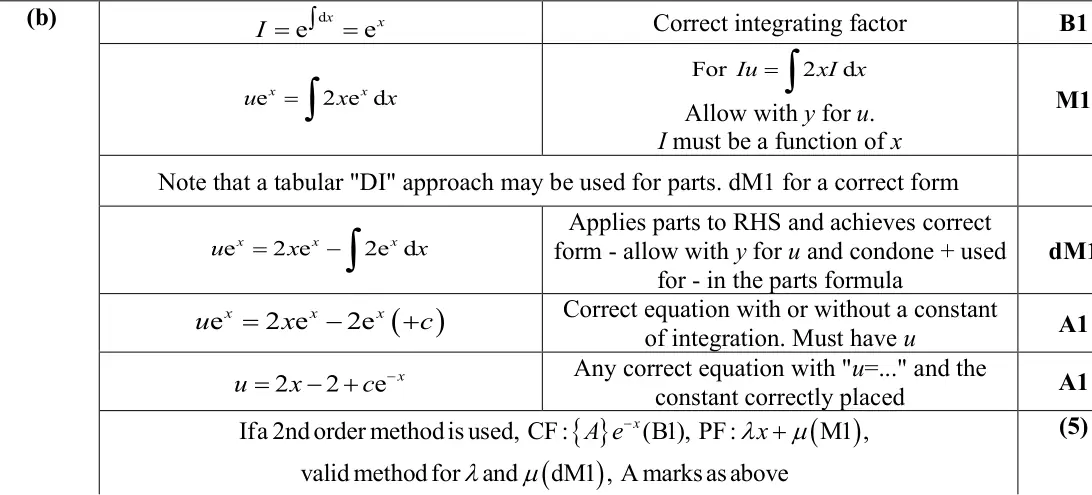 (b)
I = e^{∫dx} = e^x
Correct integrating factor
B1
ue^x = ∫2xe^x dx
For Iu = ∫2xI dx
Allow with y for u.
I must be a function of x
M1
Note that a tabular "DI" approach may be used for parts. dM1 for a correct form
ue^x = 2xe^x − ∫2e^x dx
Applies parts to RHS and achieves correct
form - allow with y for u and condone + used
for - in the parts formula
dM1
ue^x = 2xe^x − 2e^x (+c)
Correct equation with or without a constant
of integration. Must have u
A1
u = 2x − 2 + ce^{−x}
Any correct equation with "u=..." and the
constant correctly placed
A1
If a 2nd order method is used, CF: {A}e^{−x} (B1), PF: λx + μ (M1),
valid method for λ and μ (dM1), A marks as above
(5)